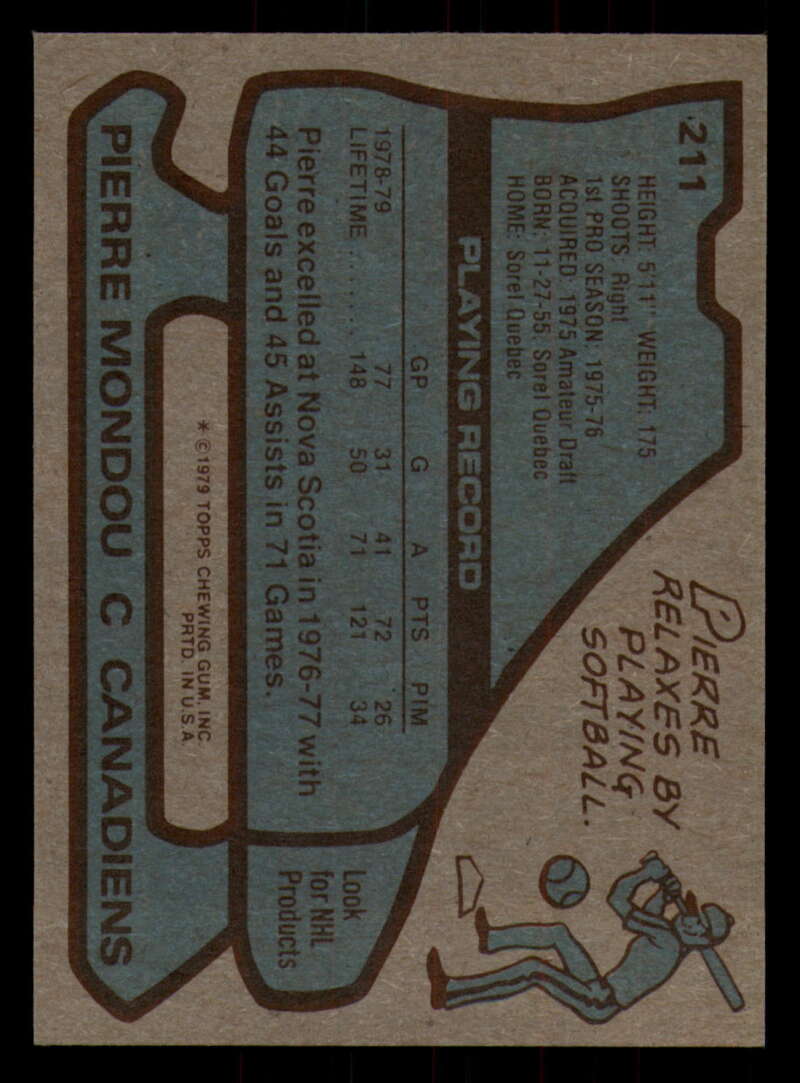 211
HEIGHT: 5'11" WEIGHT: 175
SHOOTS: Right
1st PRO SEASON: 1975-76
ACQUIRED: 1975 Amateur Draft
BORN: 11-27-55, Sorel Quebec
HOME: Sorel Quebec
PIERRE
RELAXES BY
PLAYING
SOFTBALL.
PLAYING RECORD
GP G A PTS PIM
1978-79 77 31 41 72 26
LIFETIME ........ 148 50 71 121 34
Pierre excelled at Nova Scotia in 1976-77 with
44 Goals and 45 Assists in 71 Games.
Look
for NHL
Products
* ©1979 TOPPS CHEWING GUM, INC.
PRTD. IN U.S.A.
PIERRE MONDOU C CANADIENS